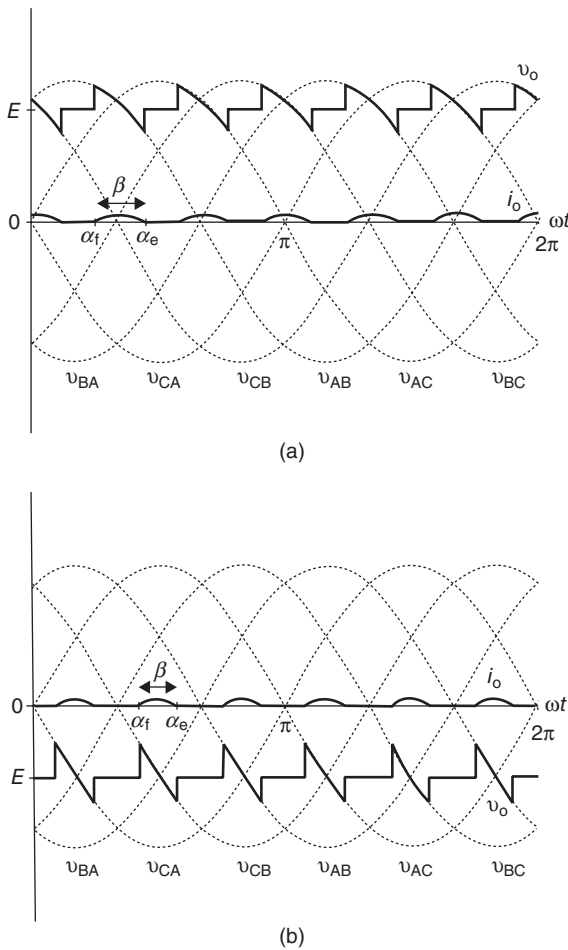 υo
E
β
io
0
αf
αe
π
ωt
2π
υBA υCA υCB υAB υAC υBC
(a)
β
io
0
αf
αe
π
ωt
2π
E
υo
υBA υCA υCB υAB υAC υBC
(b)